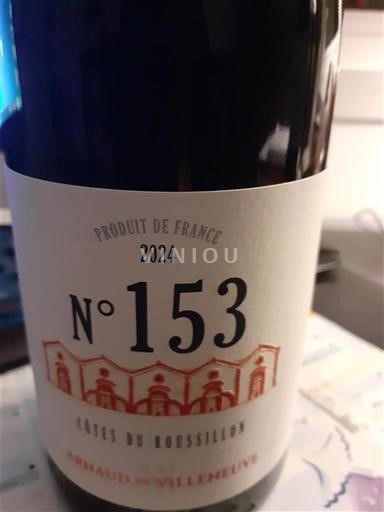 PRODUIT DE FRANCE
2024
VINIOU
N° 153
CÔTES DU ROUSSILLON
ARNAUD DE VILLENEUVE